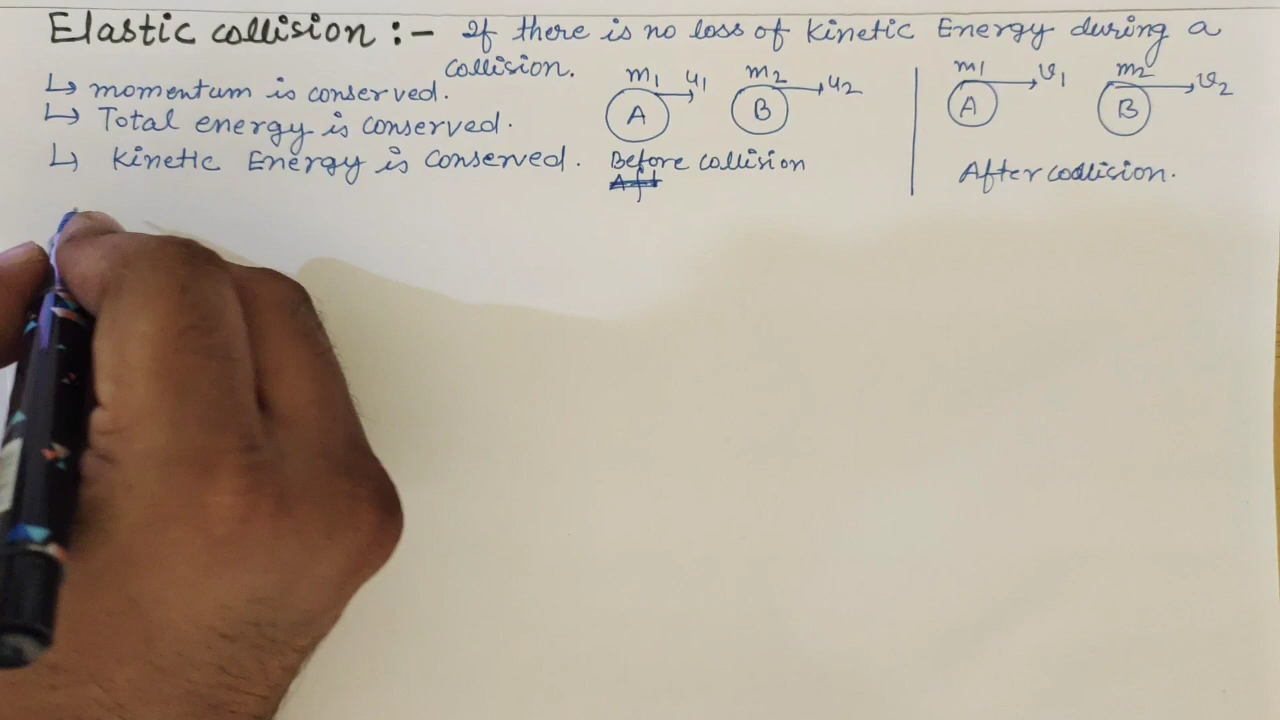 Elastic collision :- If there is no loss of Kinetic Energy during a
collision.
↳ momentum is conserved.
↳ Total energy is conserved.
↳ Kinetic Energy is conserved.
m1 u1 m2 u2
A B
Before collision
Aft
m1 v1 m2 v2
A B
After collision.